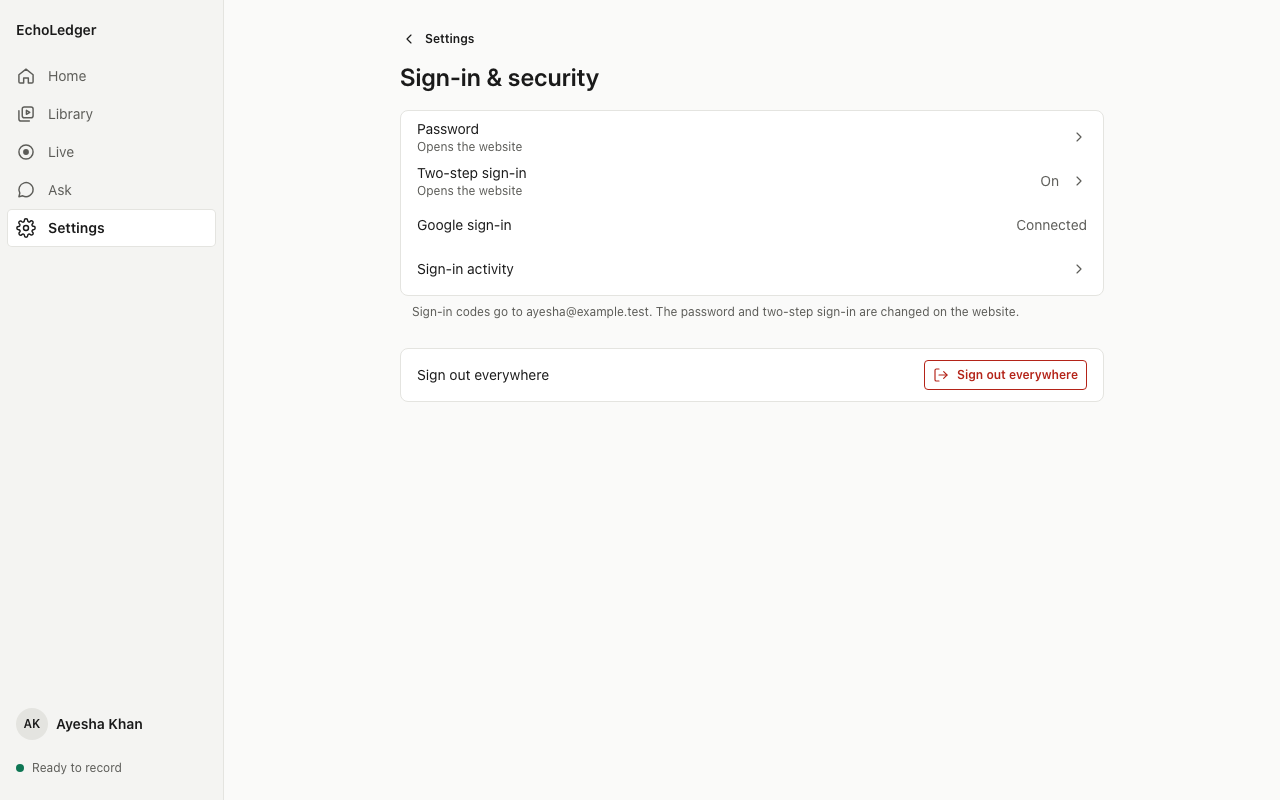 EchoLedger
Home
Library
Live
Ask
Settings
AK
Ayesha Khan
Ready to record
Settings
Sign-in & security
Password
Opens the website
Two-step sign-in
Opens the website
On
Google sign-in
Connected
Sign-in activity
Sign-in codes go to ayesha@example.test. The password and two-step sign-in are changed on the website.
Sign out everywhere
Sign out everywhere